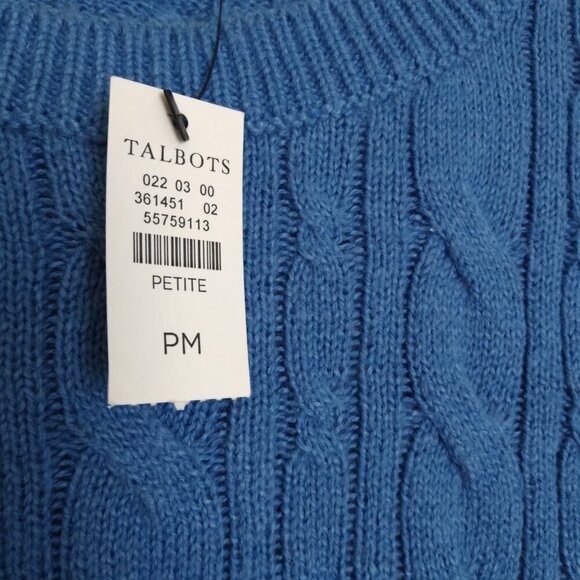 TALBOTS
022 03 00
361451 02
55759113
PETITE
PM